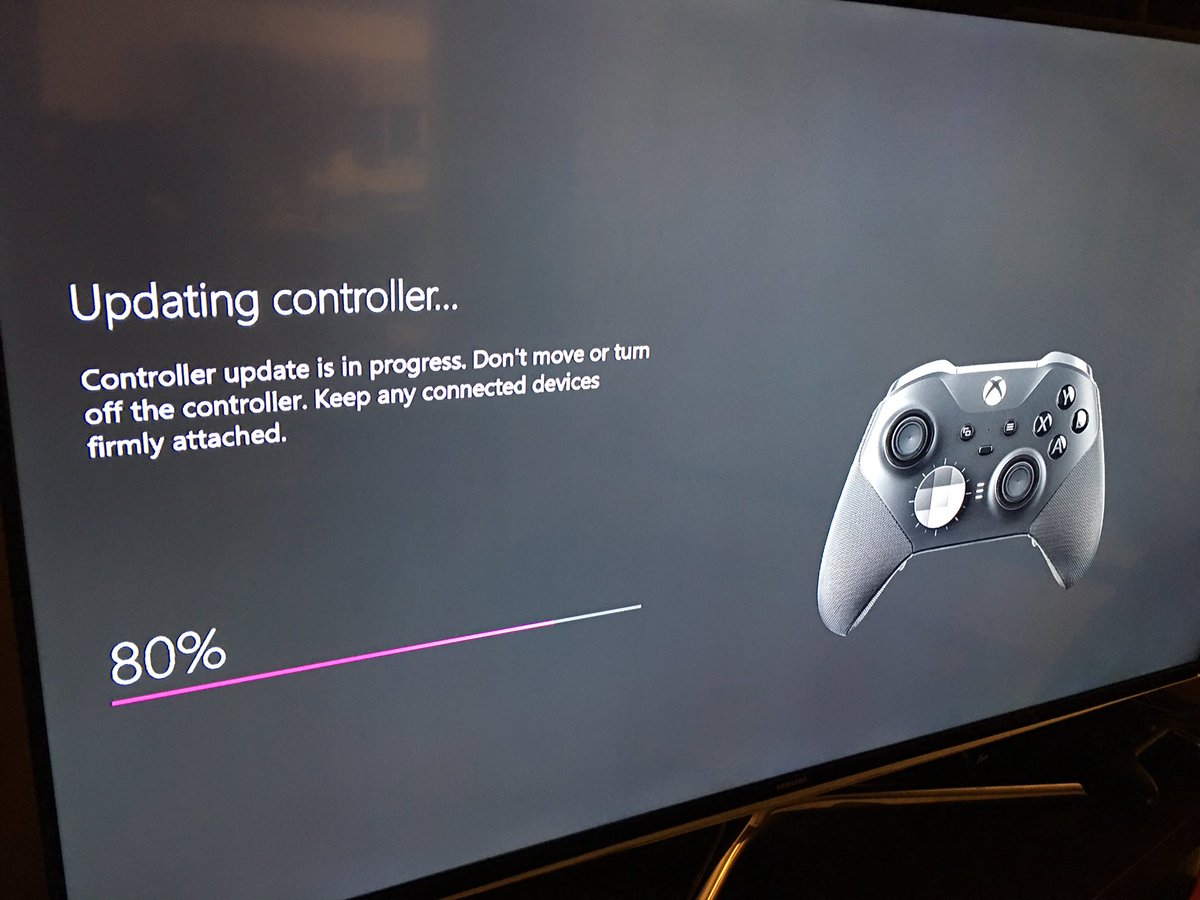 Updating controller...
Controller update is in progress. Don't move or turn
off the controller. Keep any connected devices
firmly attached.
80%
Y
X
A
SAMSUNG